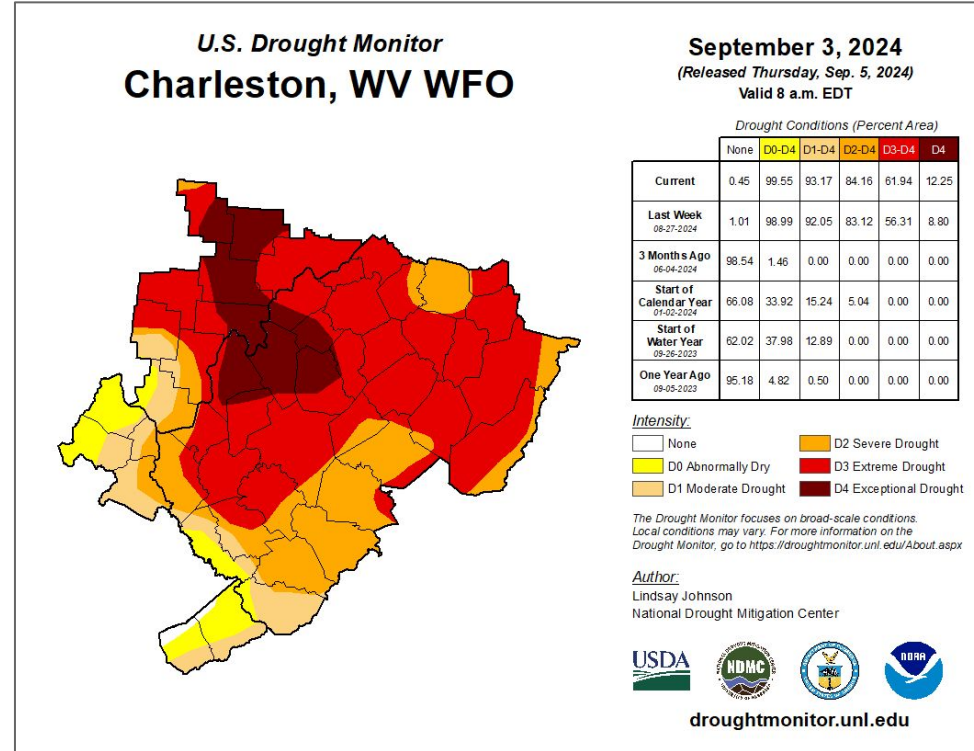 U.S. Drought Monitor
Charleston, WV WFO
September 3, 2024
(Released Thursday, Sep. 5, 2024)
Valid 8 a.m. EDT
Drought Conditions (Percent Area)
None D0-D4 D1-D4 D2-D4 D3-D4 D4
Current 0.45 99.55 93.17 84.16 61.94 12.25
Last Week
08-27-2024 1.01 98.99 92.05 83.12 56.31 8.80
3 Months Ago
06-04-2024 98.54 1.46 0.00 0.00 0.00 0.00
Start of
Calendar Year
01-02-2024 66.08 33.92 15.24 5.04 0.00 0.00
Start of
Water Year
09-26-2023 62.02 37.98 12.89 0.00 0.00 0.00
One Year Ago
09-05-2023 95.18 4.82 0.50 0.00 0.00 0.00
Intensity:
None
D0 Abnormally Dry
D1 Moderate Drought
D2 Severe Drought
D3 Extreme Drought
D4 Exceptional Drought
The Drought Monitor focuses on broad-scale conditions.
Local conditions may vary. For more information on the
Drought Monitor, go to https://droughtmonitor.unl.edu/About.aspx
Author:
Lindsay Johnson
National Drought Mitigation Center
USDA
NDMC
NOAA
droughtmonitor.unl.edu